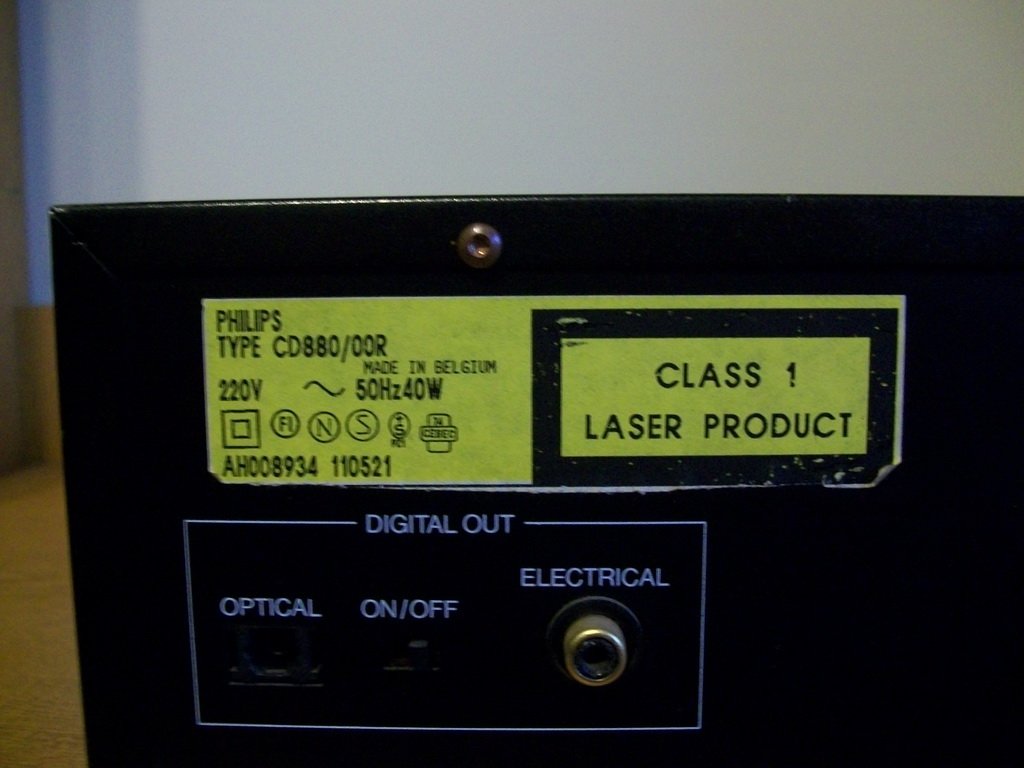 PHILIPS
TYPE CD880/00R
MADE IN BELGIUM
220V ~ 50Hz40W
FI N S
AH008934 110521
CLASS 1
LASER PRODUCT
DIGITAL OUT
OPTICAL ON/OFF ELECTRICAL